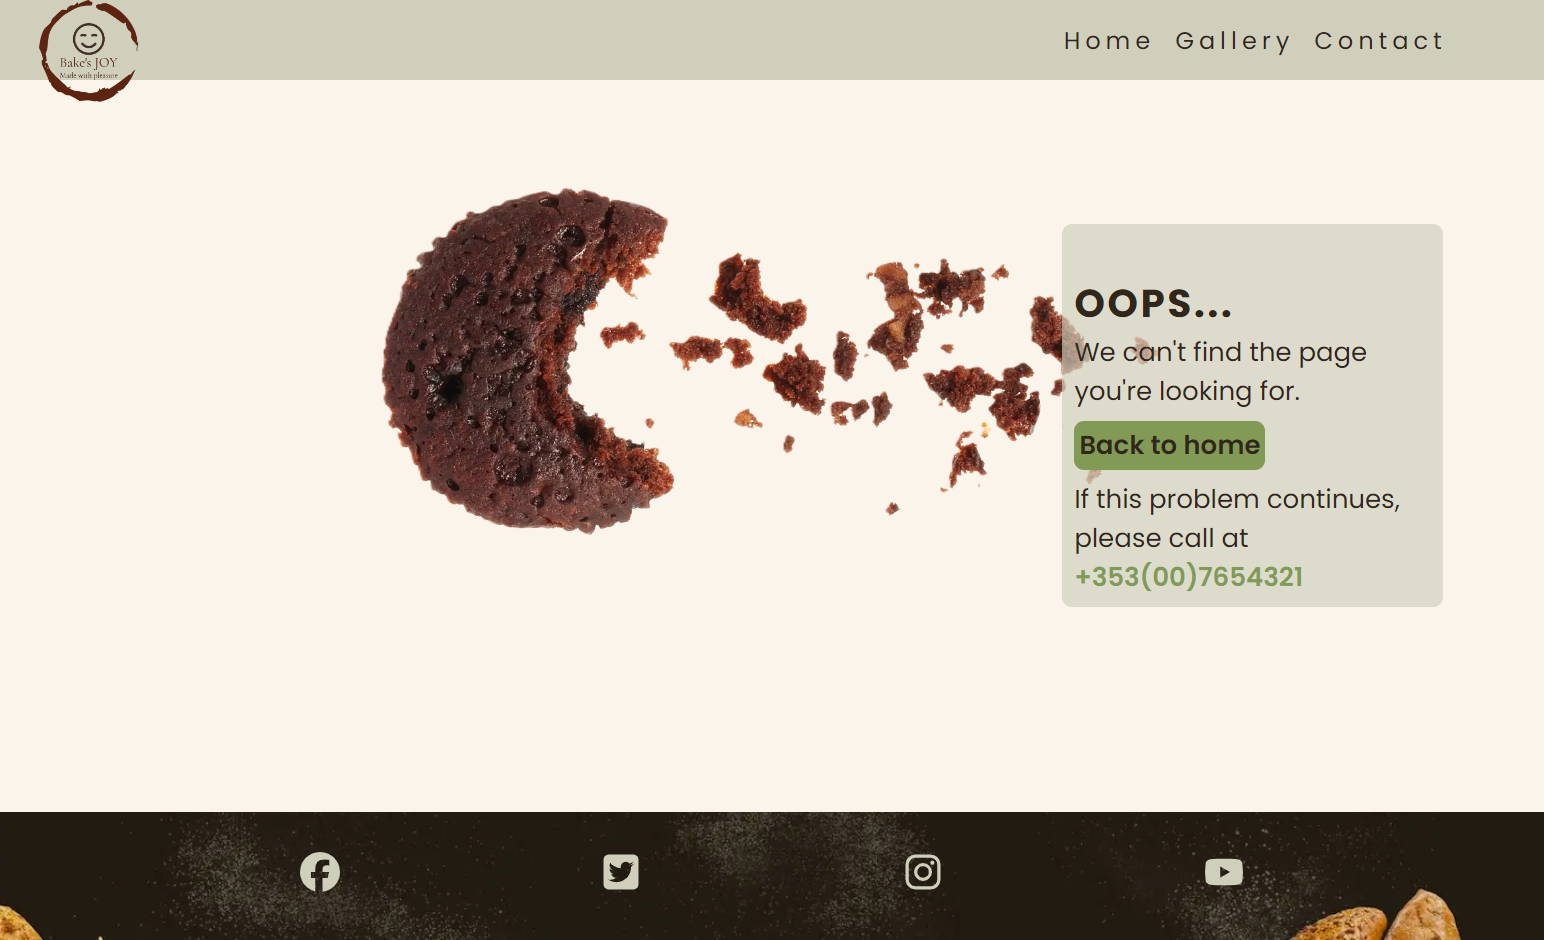 Bake's JOY
Made with pleasure
Home Gallery Contact
OOPS...
We can't find the page
you're looking for.
Back to home
If this problem continues,
please call at
+353(00)7654321